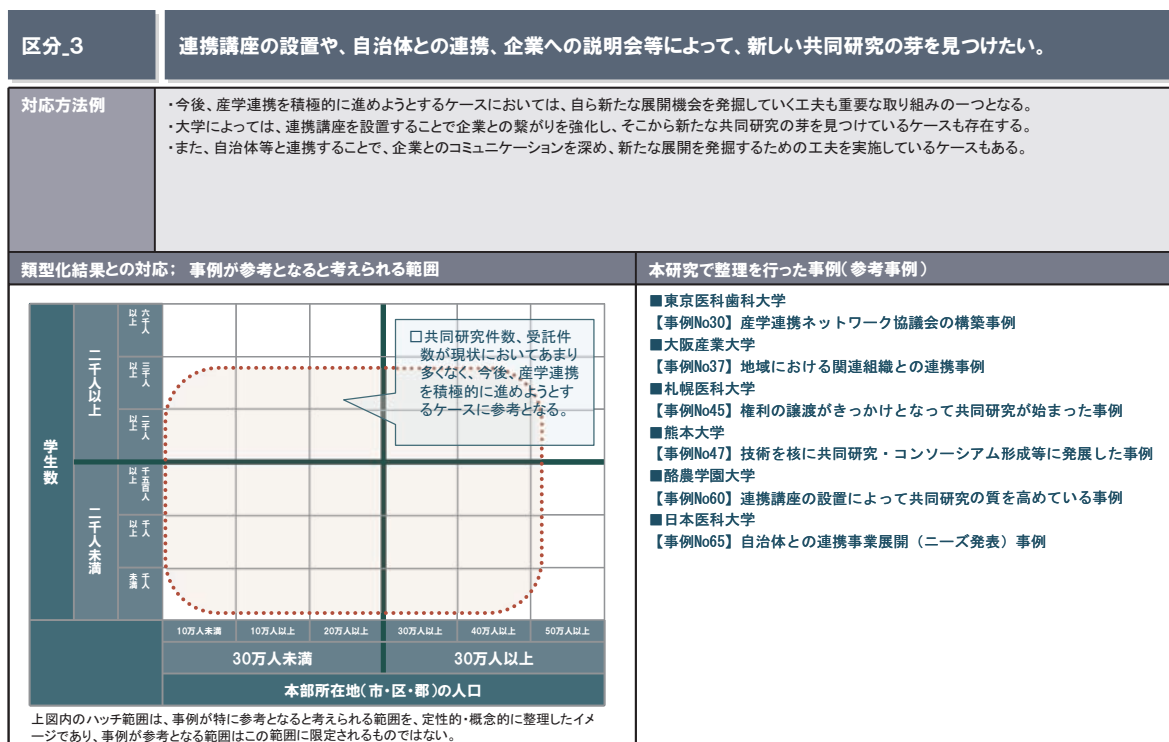 区分_3
連携講座の設置や、自治体との連携、企業への説明会等によって、新しい共同研究の芽を見つけたい。
対応方法例
・今後、産学連携を積極的に進めようとするケースにおいては、自ら新たな展開機会を発掘していく工夫も重要な取り組みの一つとなる。
・大学によっては、連携講座を設置することで企業との繋がりを強化し、そこから新たな共同研究の芽を見つけているケースも存在する。
・また、自治体等と連携することで、企業とのコミュニケーションを深め、新たな展開を発掘するための工夫を実施しているケースもある。
類型化結果との対応； 事例が参考となると考えられる範囲
学生数
二千人以上
六千人以上
三千人以上
二千人以上
二千人未満
千五百人以上
千人以上
千人未満
□共同研究件数、受託件
数が現状においてあまり
多くなく、今後、産学連携
を積極的に進めようとす
るケースに参考となる。
10万人未満 10万人以上 20万人以上 30万人以上 40万人以上 50万人以上
30万人未満 30万人以上
本部所在地（市・区・郡）の人口
上図内のハッチ範囲は、事例が特に参考となると考えられる範囲を、定性的・概念的に整理したイメ
ージであり、事例が参考となる範囲はこの範囲に限定されるものではない。
本研究で整理を行った事例（参考事例）
■東京医科歯科大学
【事例No30】産学連携ネットワーク協議会の構築事例
■大阪産業大学
【事例No37】地域における関連組織との連携事例
■札幌医科大学
【事例No45】権利の譲渡がきっかけとなって共同研究が始まった事例
■熊本大学
【事例No47】技術を核に共同研究・コンソーシアム形成等に発展した事例
■酪農学園大学
【事例No60】連携講座の設置によって共同研究の質を高めている事例
■日本医科大学
【事例No65】自治体との連携事業展開（ニーズ発表）事例